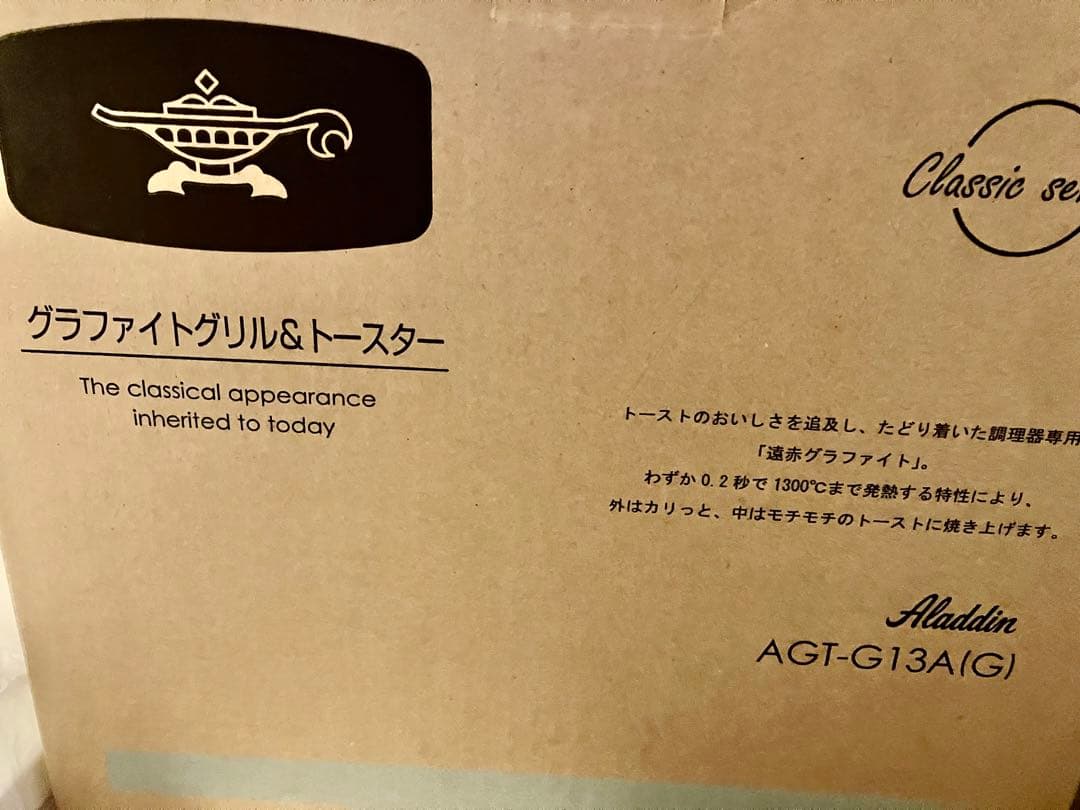 Classic
グラファイトグリル&トースター
The classical appearance
inherited to today
トーストのおいしさを追及し、たどり着いた調理器専用
「遠赤グラファイト」。
わずか0.2秒で1300℃まで発熱する特性により、
外はカリっと、中はモチモチのトーストに焼き上げます。
Aladdin
AGT-G13A(G)